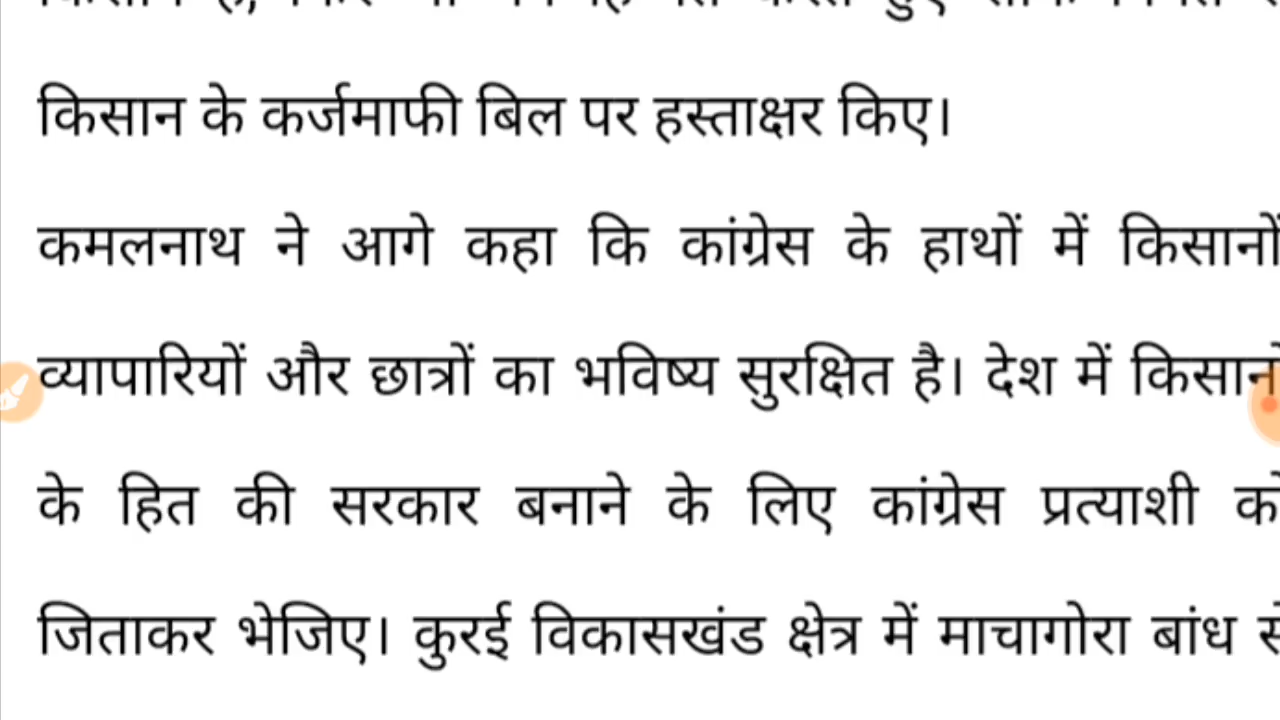 किसान के कर्जमाफी बिल पर हस्ताक्षर किए।
कमलनाथ ने आगे कहा कि कांग्रेस के हाथों में किसानों
व्यापारियों और छात्रों का भविष्य सुरक्षित है। देश में
के हित की सरकार बनाने के लिए कांग्रेस प्रत्याशी को
जिताकर भेजिए। कुरई विकासखंड क्षेत्र में माचागोरा बांध से